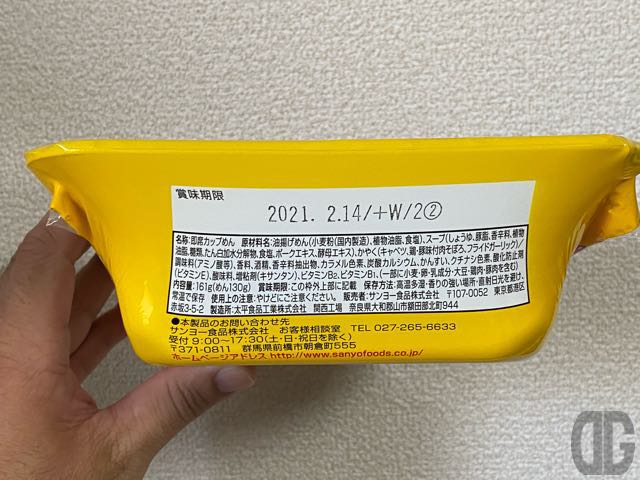 賞味期限
2021. 2.14/+W/2②
名称:即席カップめん 原材料名:油揚げめん(小麦粉(国内製造)、植物油脂、食塩)、スープ(しょうゆ、豚脂、香辛料、植物
油脂、糖類、たん白加水分解物、食塩、ポークエキス、酵母エキス)、かやく(キャベツ、鶏・豚味付肉そぼろ、フライドガーリック)/
調味料(アミノ酸等)、香料、酒精、香辛料抽出物、カラメル色素、炭酸カルシウム、かんすい、クチナシ色素、酸化防止剤
(ビタミンE)、酸味料、増粘剤(キサンタン)、ビタミンB2、ビタミンB1、(一部に小麦・卵・乳成分・大豆・鶏肉・豚肉を含む)
内容量:161g(めん130g) 賞味期限:この枠外上部に記載 保存方法:高温多湿・香りの強い場所・直射日光を避け、
常温で保存 使用上の注意:やけどにご注意ください。 販売者:サンヨー食品株式会社 〒107-0052 東京都港区
赤坂3-5-2 製造所:太平食品工業株式会社 関西工場 奈良県大和郡山市額田部北町944
●本製品のお問い合わせ先
サンヨー食品株式会社 お客様相談室 TEL 027-265-6633
受付 9:00〜17:30(土・日・祝日を除く)
〒371-0811 群馬県前橋市朝倉町555
ホームページアドレス http://www.sanyofoods.co.jp/
DG